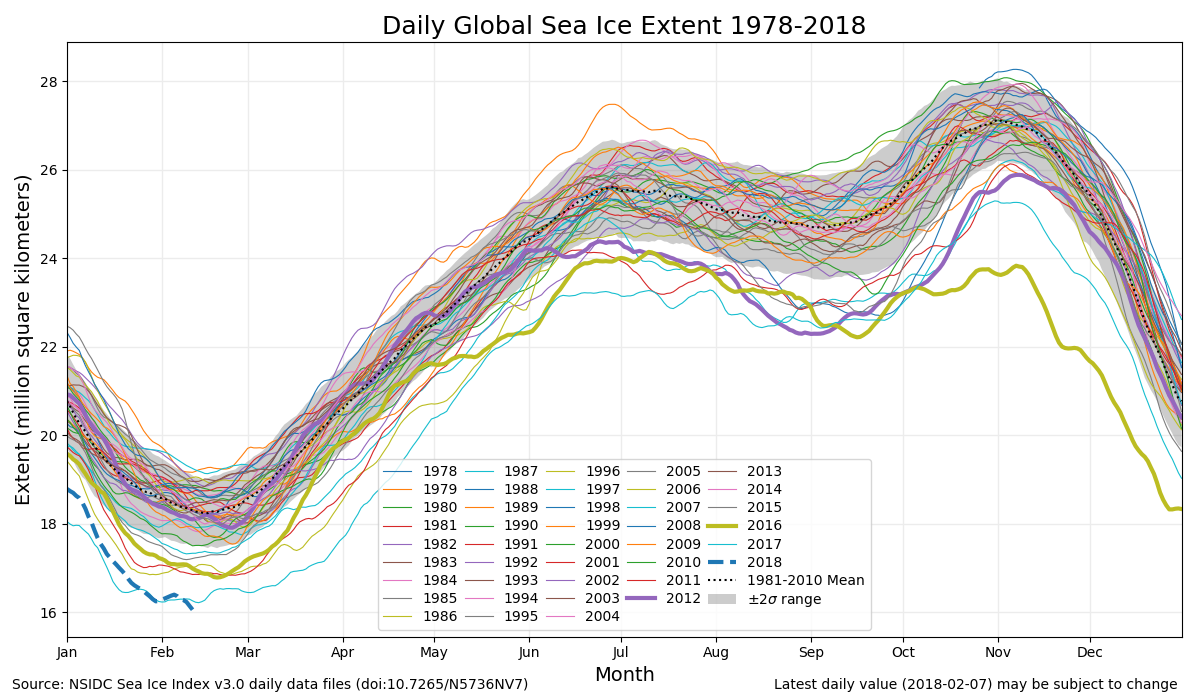 Daily Global Sea Ice Extent 1978-2018
Extent (million square kilometers)
28
26
24
22
20
18
16
1978 1987 1996 2005 2013
1979 1988 1997 2006 2014
1980 1989 1998 2007 2015
1981 1990 1999 2008 2016
1982 1991 2000 2009 2017
1983 1992 2001 2010 2018
1984 1993 2002 2011 1981-2010 Mean
1985 1994 2003 2012 ±2σ range
1986 1995 2004
Jan Feb Mar Apr May Jun Jul Aug Sep Oct Nov Dec
Month
Source: NSIDC Sea Ice Index v3.0 daily data files (doi:10.7265/N5736NV7)
Latest daily value (2018-02-07) may be subject to change